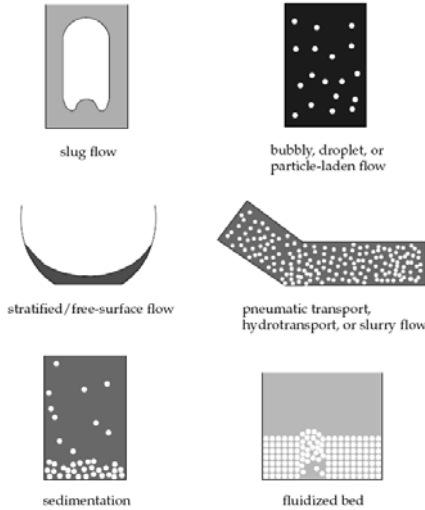 slug flow
bubbly, droplet, or
particle-laden flow
stratified/free-surface flow
pneumatic transport,
hydrotransport, or slurry flow
sedimentation
fluidized bed